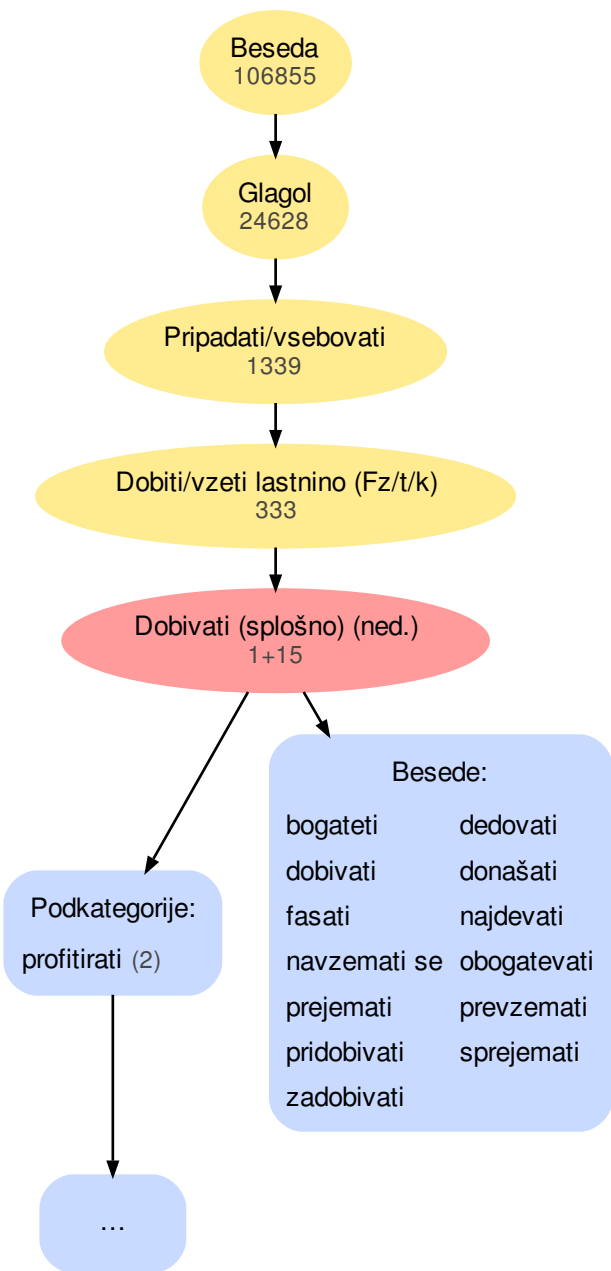 Beseda
106855
Glagol
24628
Pripadati/vsebovati
1339
Dobiti/vzeti lastnino (Fz/t/k)
333
Dobivati (splošno) (ned.)
1+15
Podkategorije:
profitirati (2)
...
Besede:
bogateti dedovati
dobivati donašati
fasati najdevati
navzemati se obogatevati
prejemati prevzemati
pridobivati sprejemati
zadobivati